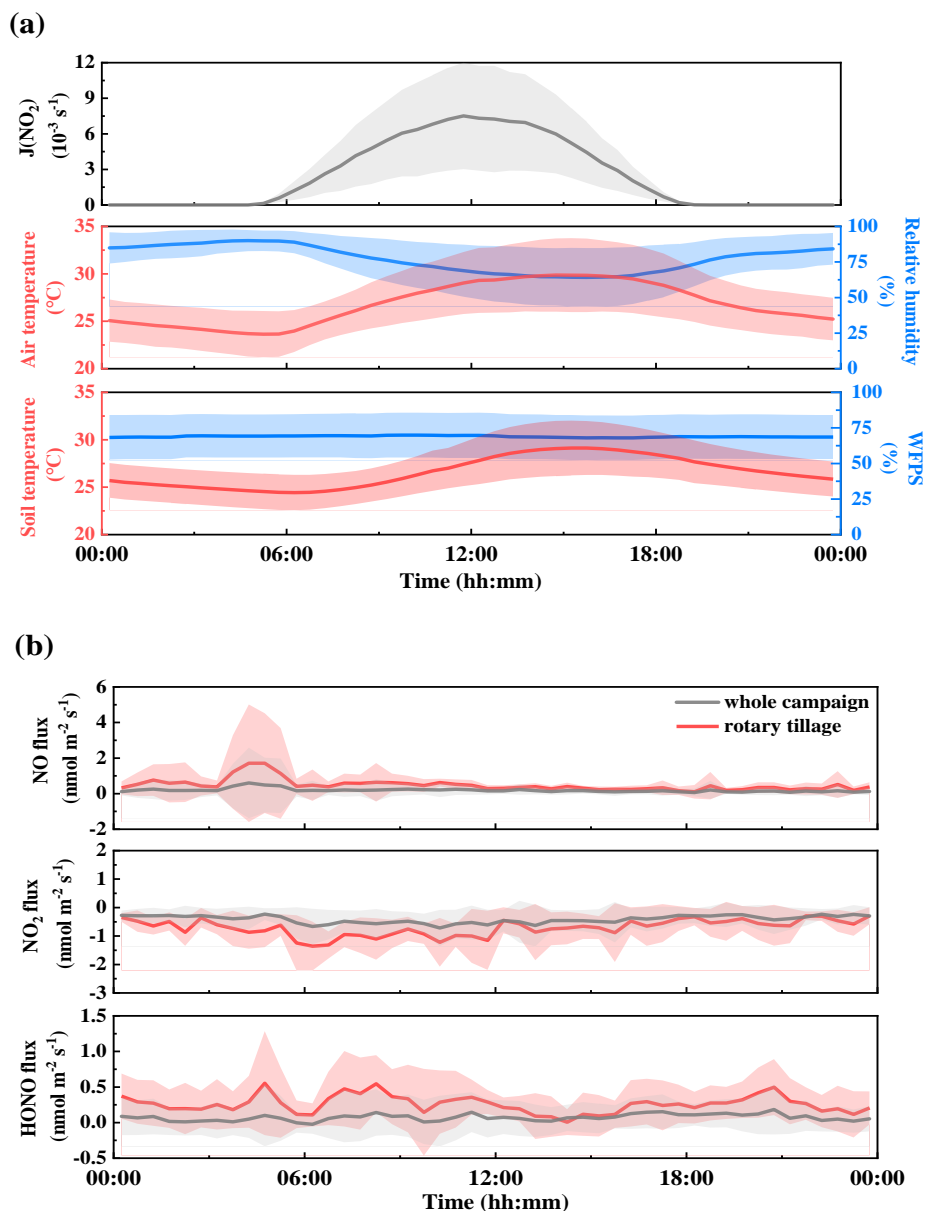 (a)
J(NO₂)
(10⁻³ s⁻¹)
12
9
6
3
0
Air temperature
(°C)
35
30
25
20
100
75
50
25
0
Relative humidity
(%)
Soil temperature
(°C)
35
30
25
20
100
75
50
25
0
WFPS
(%)
00:00 06:00 12:00 18:00 00:00
Time (hh:mm)
(b)
NO flux
(nmol m⁻² s⁻¹)
6
4
2
0
-2
whole campaign
rotary tillage
NO₂ flux
(nmol m⁻² s⁻¹)
2
1
0
-1
-2
-3
HONO flux
(nmol m⁻² s⁻¹)
1.5
1.0
0.5
0.0
-0.5
00:00 06:00 12:00 18:00 00:00
Time (hh:mm)